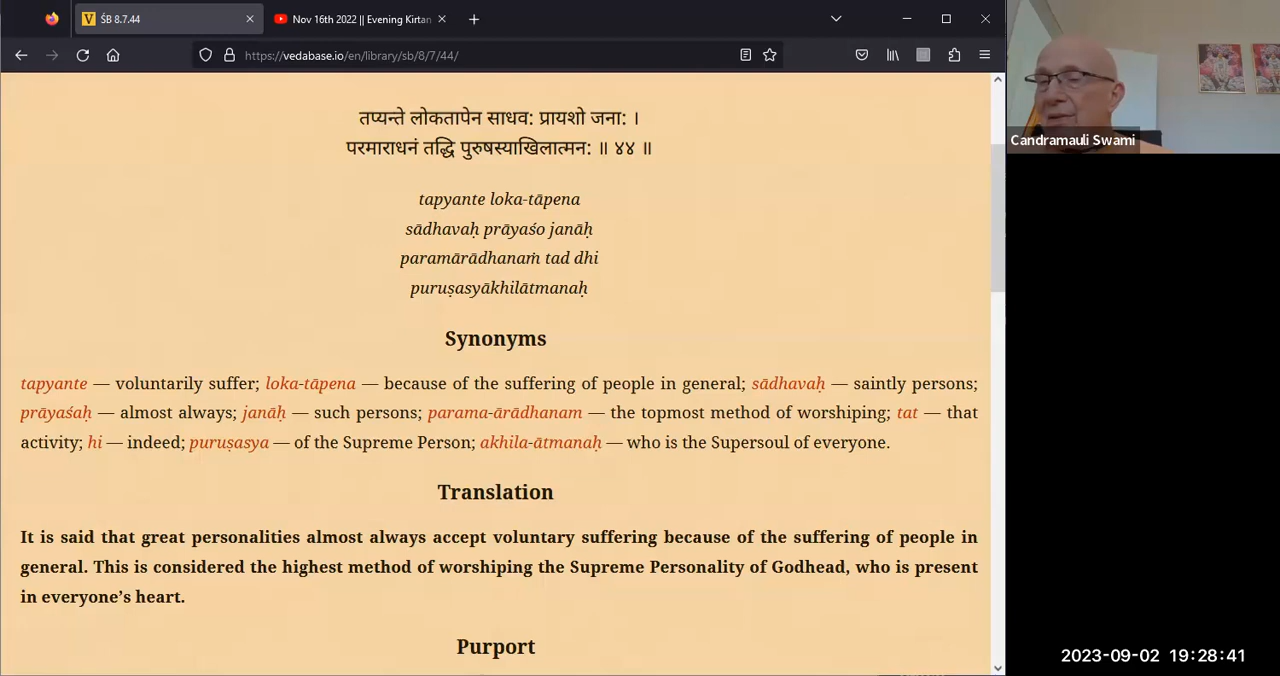 ŚB 8.7.44
Nov 16th 2022 || Evening Kirtan
https://vedabase.io/en/library/sb/8/7/44/
तप्यन्ते लोकतापेन साधव: प्रायशो जना: ।
परमाराधनं तद्धि पुरुषस्याखिलात्मन: ॥ ४४ ॥
tapyante loka-tāpena
sādhavaḥ prāyaśo janāḥ
paramārādhanaṁ tad dhi
puruṣasyākhilātmanaḥ
Synonyms
tapyante — voluntarily suffer; loka-tāpena — because of the suffering of people in general; sādhavaḥ — saintly persons;
prāyaśaḥ — almost always; janāḥ — such persons; parama-ārādhanam — the topmost method of worshiping; tat — that
activity; hi — indeed; puruṣasya — of the Supreme Person; akhila-ātmanaḥ — who is the Supersoul of everyone.
Translation
It is said that great personalities almost always accept voluntary suffering because of the suffering of people in
general. This is considered the highest method of worshiping the Supreme Personality of Godhead, who is present
in everyone’s heart.
Purport
Candramauli Swami
2023-09-02 19:28:41